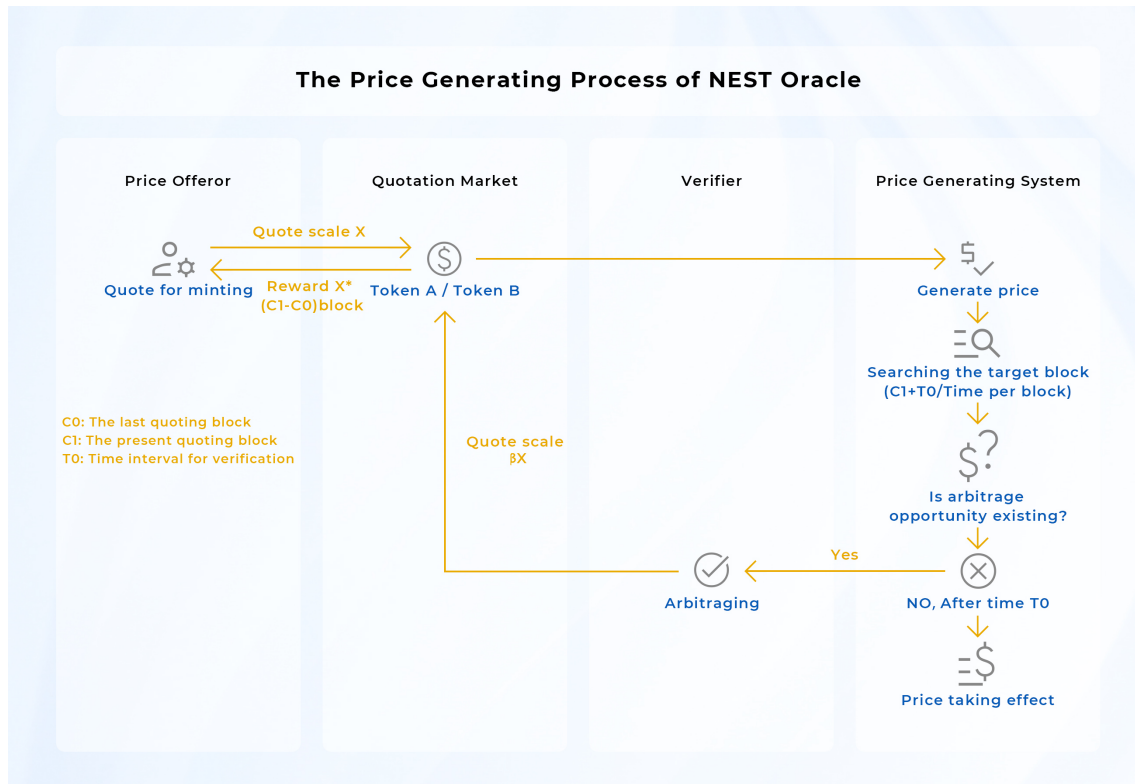 The Price Generating Process of NEST Oracle
Price Offeror
Quotation Market
Verifier
Price Generating System
Quote scale X
Quote for minting
Reward X*
(C1-C0)block
Token A / Token B
Generate price
Searching the target block
(C1+T0/Time per block)
C0: The last quoting block
C1: The present quoting block
T0: Time interval for verification
Quote scale
βX
Is arbitrage
opportunity existing?
Yes
Arbitraging
NO, After time T0
Price taking effect